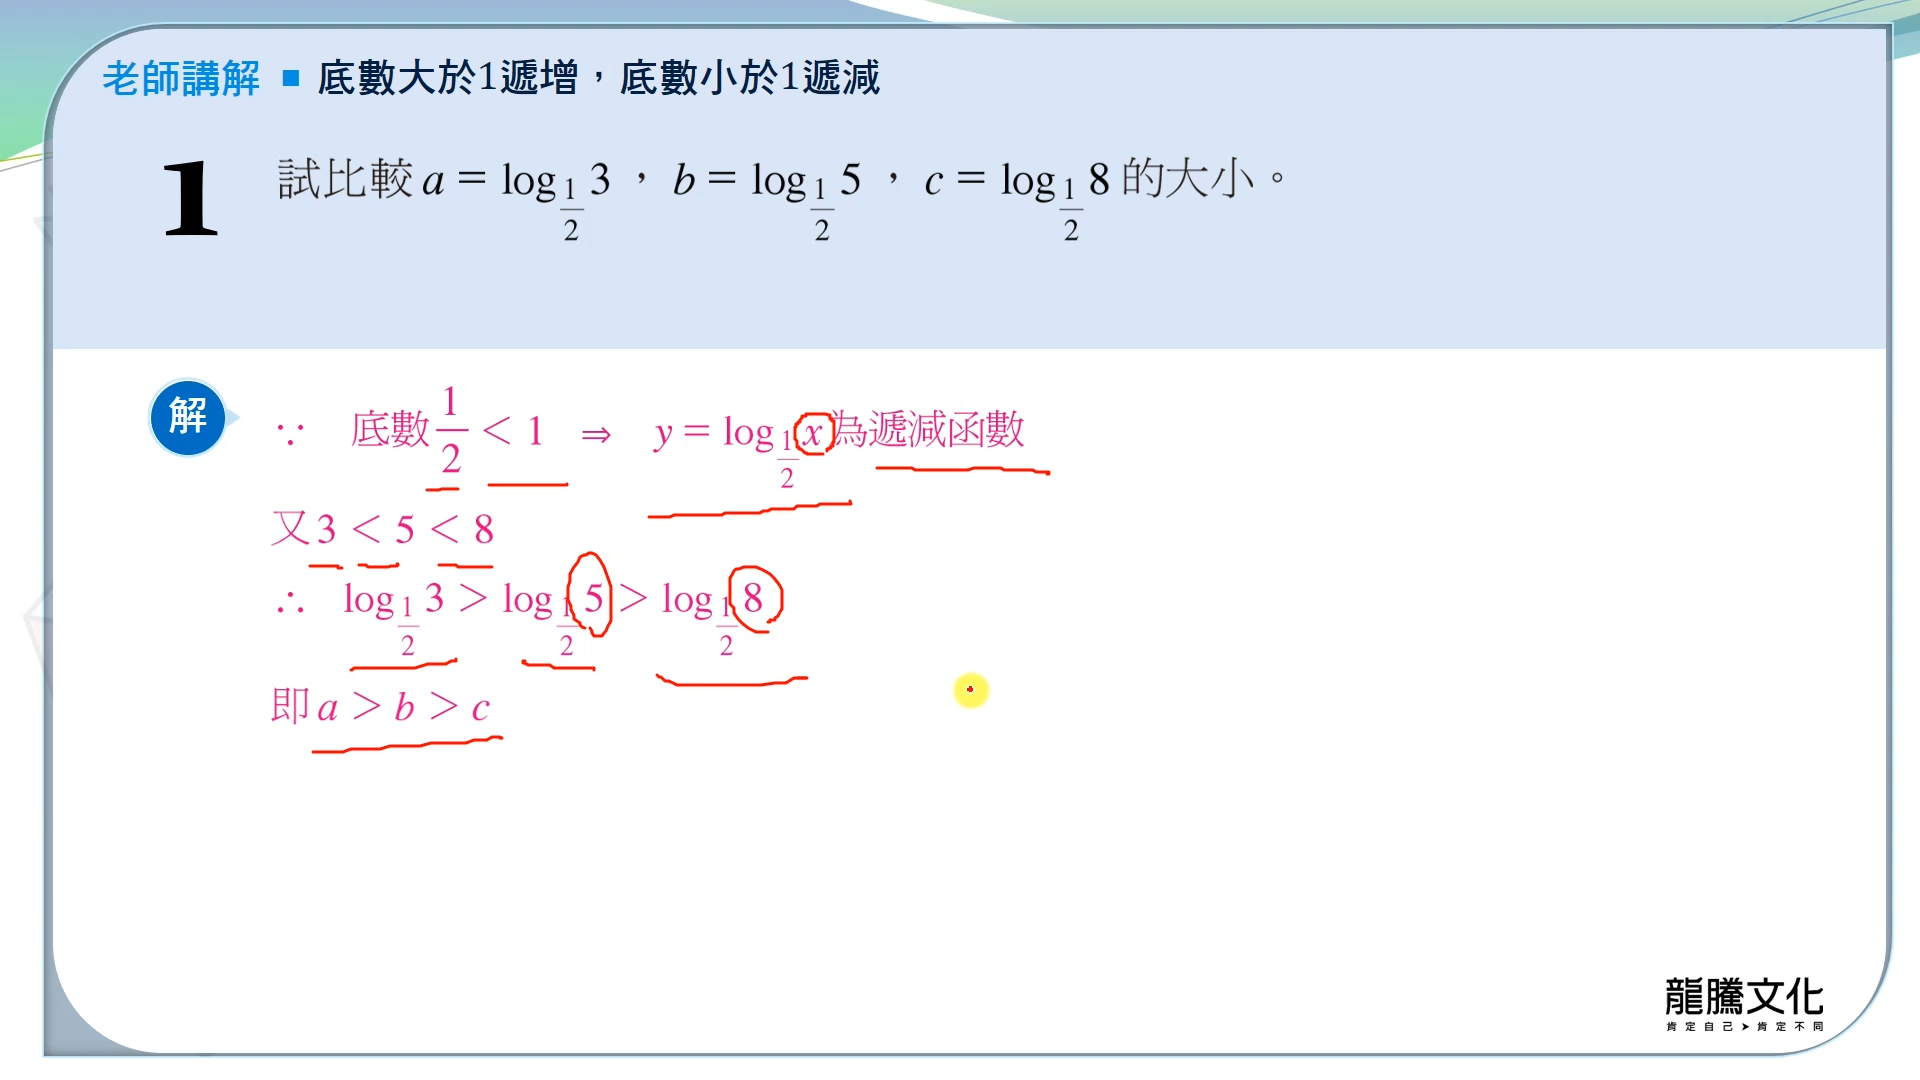 老師講解 ■ 底數大於1遞增，底數小於1遞減
1 試比較 a = log_{1/2} 3 ， b = log_{1/2} 5 ， c = log_{1/2} 8 的大小。
解 ∵ 底數 1/2 < 1 ⇒ y = log_{1/2} x 為遞減函數
又 3 < 5 < 8
∴ log_{1/2} 3 > log_{1/2} 5 > log_{1/2} 8
即 a > b > c
龍騰文化
肯定自己➤肯定不同